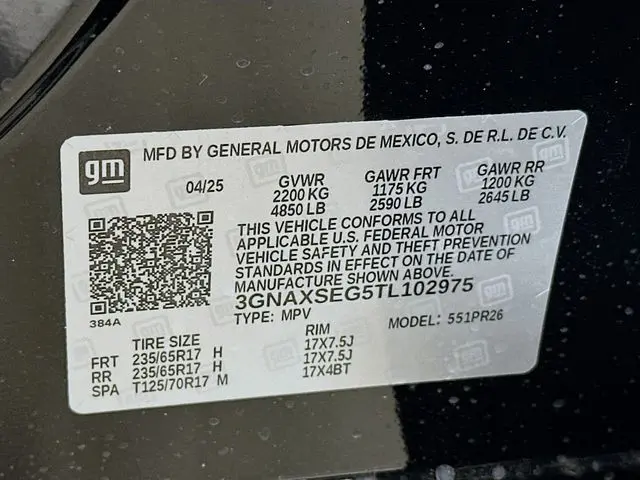 gm
MFD BY GENERAL MOTORS DE MEXICO, S. DE R.L. DE C.V.
04/25 GVWR GAWR FRT GAWR RR
2200 KG 1175 KG 1200 KG
4850 LB 2590 LB 2645 LB
THIS VEHICLE CONFORMS TO ALL
APPLICABLE U.S. FEDERAL MOTOR
VEHICLE SAFETY AND THEFT PREVENTION
STANDARDS IN EFFECT ON THE DATE OF
MANUFACTURE SHOWN ABOVE.
3GNAXSEG5TL102975
384A TYPE: MPV MODEL: 551PR26
TIRE SIZE RIM
FRT 235/65R17 H 17X7.5J
RR 235/65R17 H 17X7.5J
SPA T125/70R17 M 17X4BT